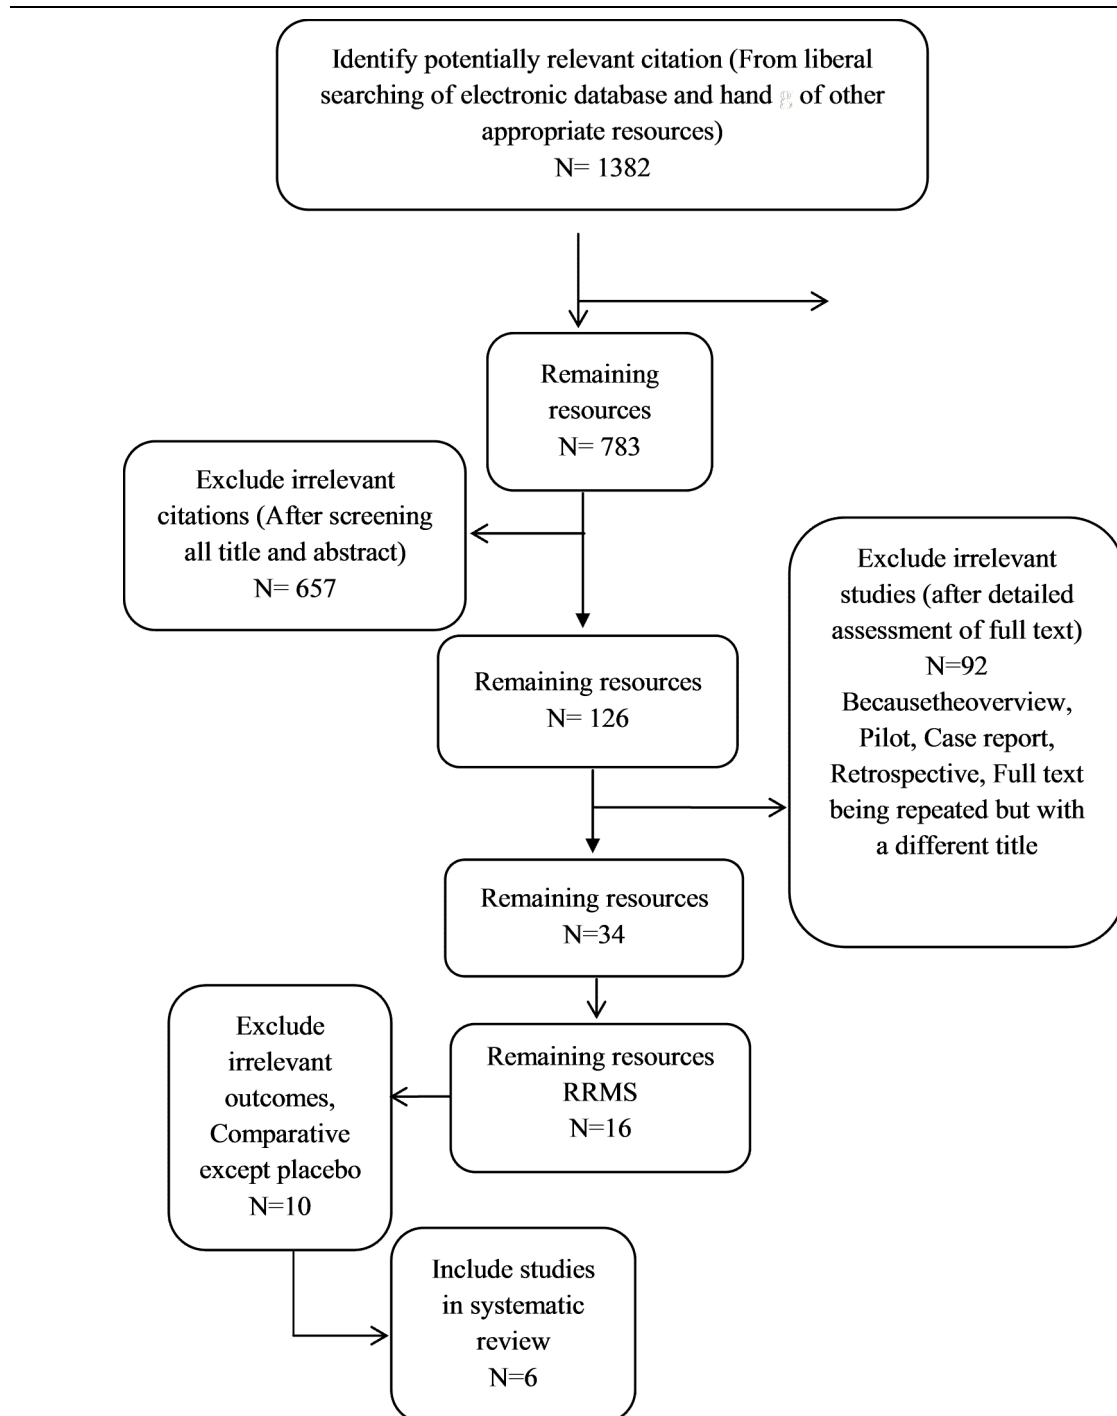 Identify potentially relevant citation (From liberal
searching of electronic database and hand g of other
appropriate resources)
N= 1382
Remaining
resources
N= 783
Exclude irrelevant
citations (After screening
all title and abstract)
N= 657
Remaining resources
N= 126
Exclude irrelevant
studies (after detailed
assessment of full text)
N=92
Becausetheoverview,
Pilot, Case report,
Retrospective, Full text
being repeated but with
a different title
Remaining resources
N=34
Remaining resources
RRMS
N=16
Exclude
irrelevant
outcomes,
Comparative
except placebo
N=10
Include studies
in systematic
review
N=6